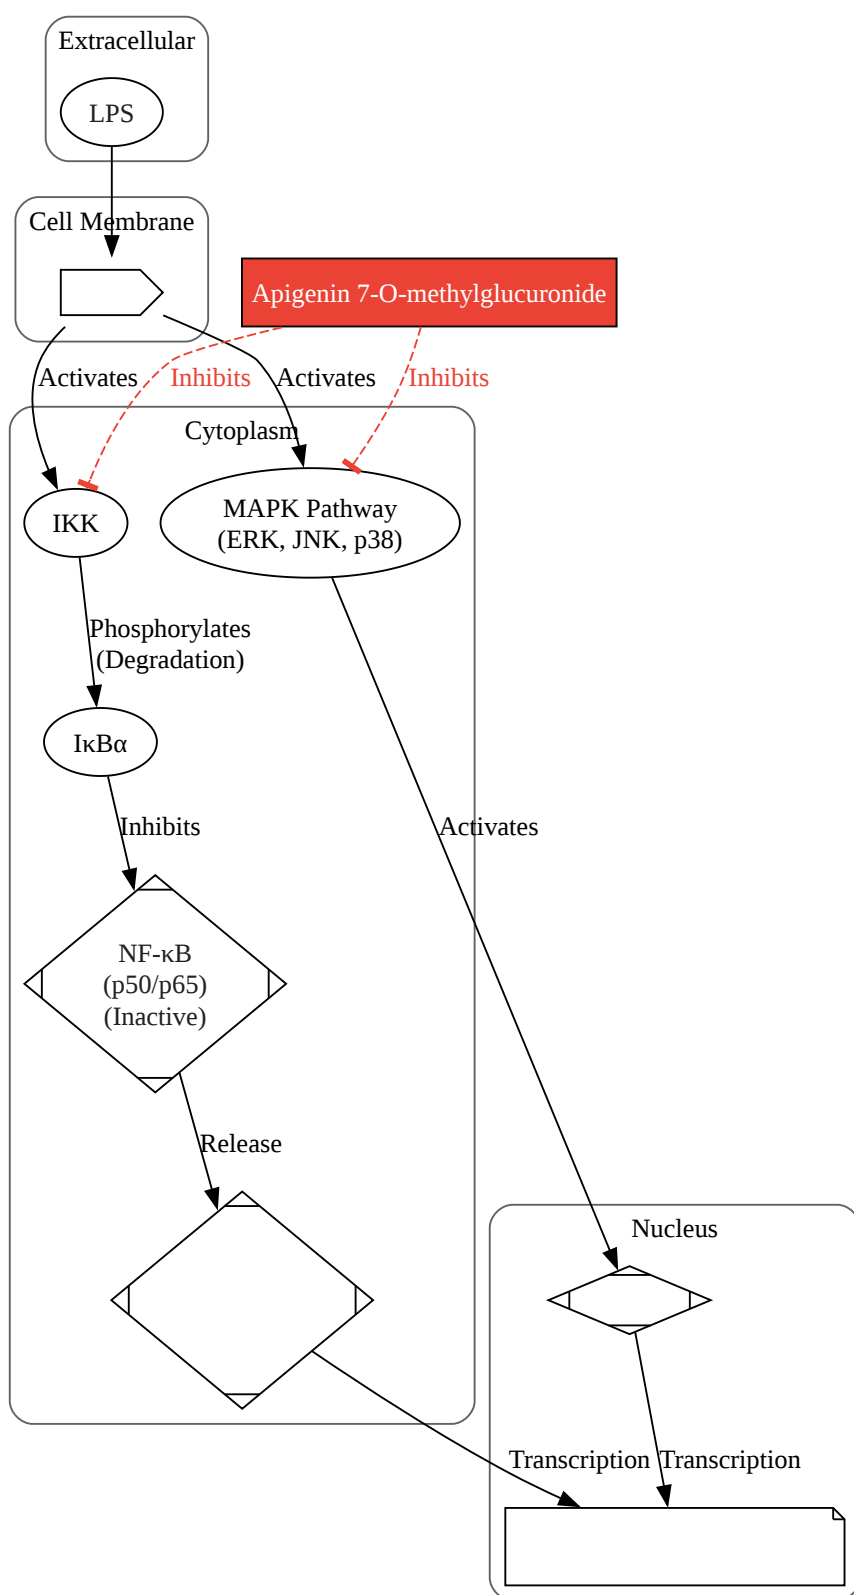 Extracellular
LPS
Cell Membrane
Apigenin 7-O-methylglucuronide
Activates
Inhibits
Activates
Inhibits
Cytoplasm
IKK
MAPK Pathway
(ERK, JNK, p38)
Phosphorylates
(Degradation)
IκBα
Inhibits
Activates
NF-κB
(p50/p65)
(Inactive)
Release
Nucleus
Transcription
Transcription